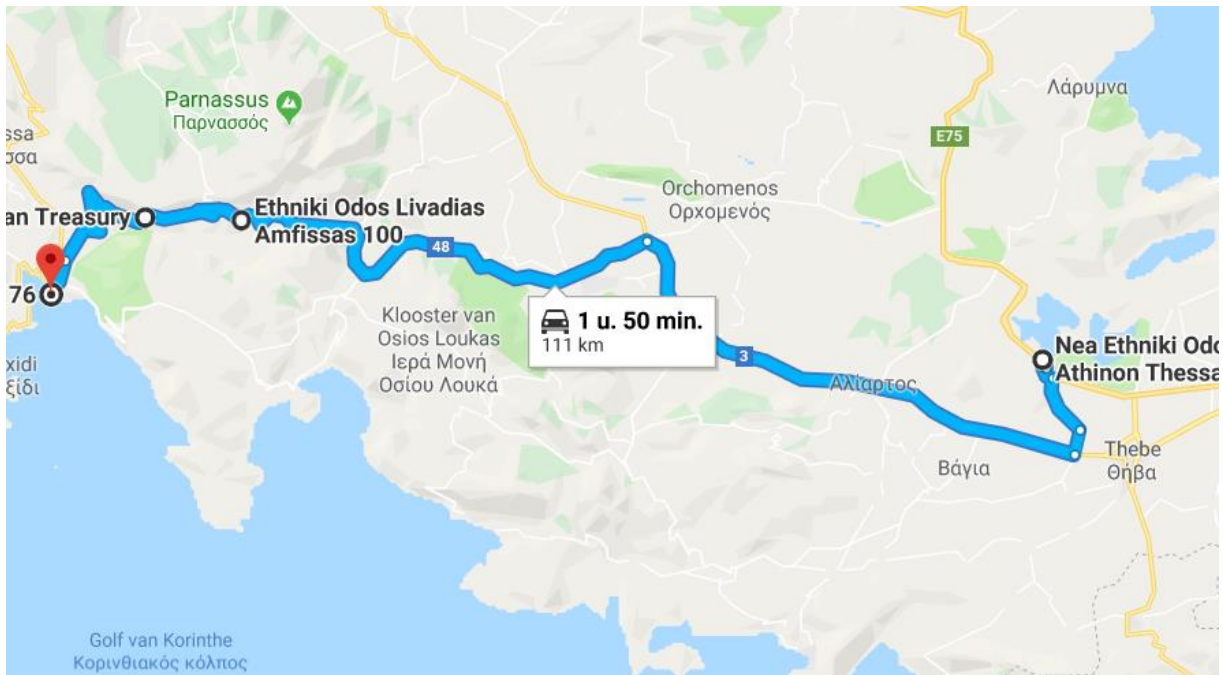 Parnassus
Παρνασσός
ssa
σσα
an Treasury
Ethniki Odos Livadias
Amfissas 100
48
76
xidi
ξίδι
Klooster van
Osios Loukas
Ιερά Μονή
Οσίου Λουκά
1 u. 50 min.
111 km
Orchomenos
Ορχομενός
E75
Λάρυμνα
3
Αλίαρτος
Nea Ethniki Odo
Athinon Thessa
Βάγια
Thebe
Θήβα
Golf van Korinthe
Κορινθιακός κόλπος